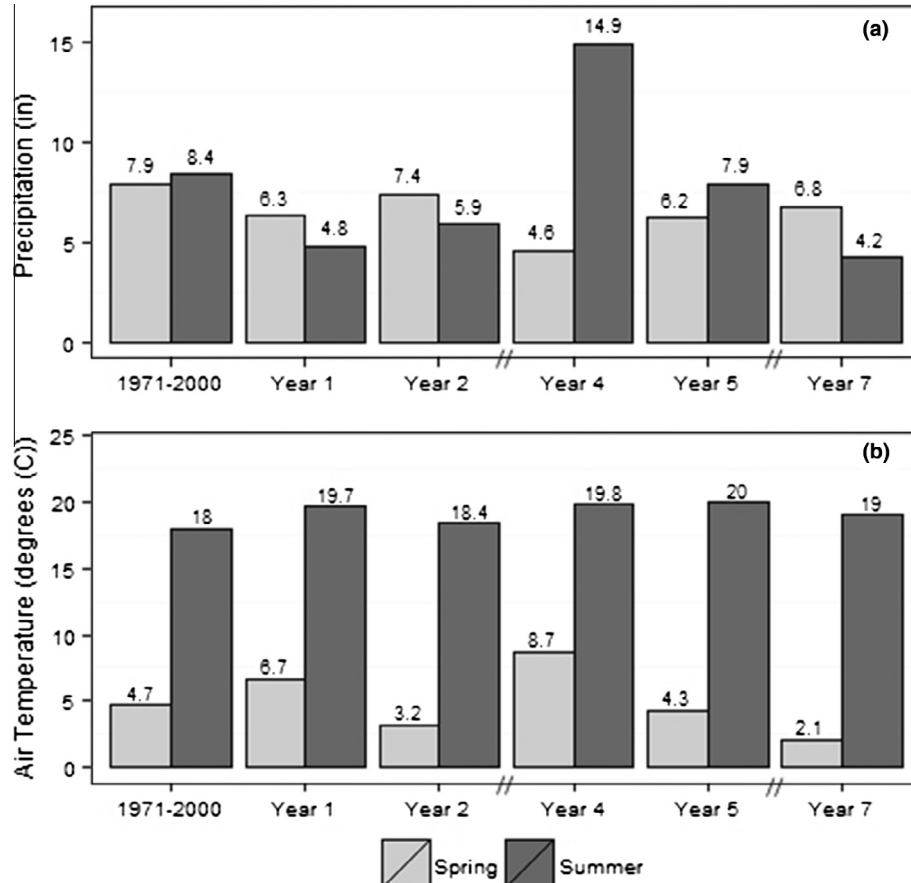 (a)
Precipitation (in)
15
10
5
0
7.9 8.4 6.3 4.8 7.4 5.9 4.6 14.9 6.2 7.9 6.8 4.2
1971-2000 Year 1 Year 2 // Year 4 Year 5 // Year 7
(b)
Air Temperature (degrees (C))
25
20
15
10
5
0
4.7 18 6.7 19.7 3.2 18.4 8.7 19.8 4.3 20 2.1 19
1971-2000 Year 1 Year 2 // Year 4 Year 5 // Year 7
Spring Summer